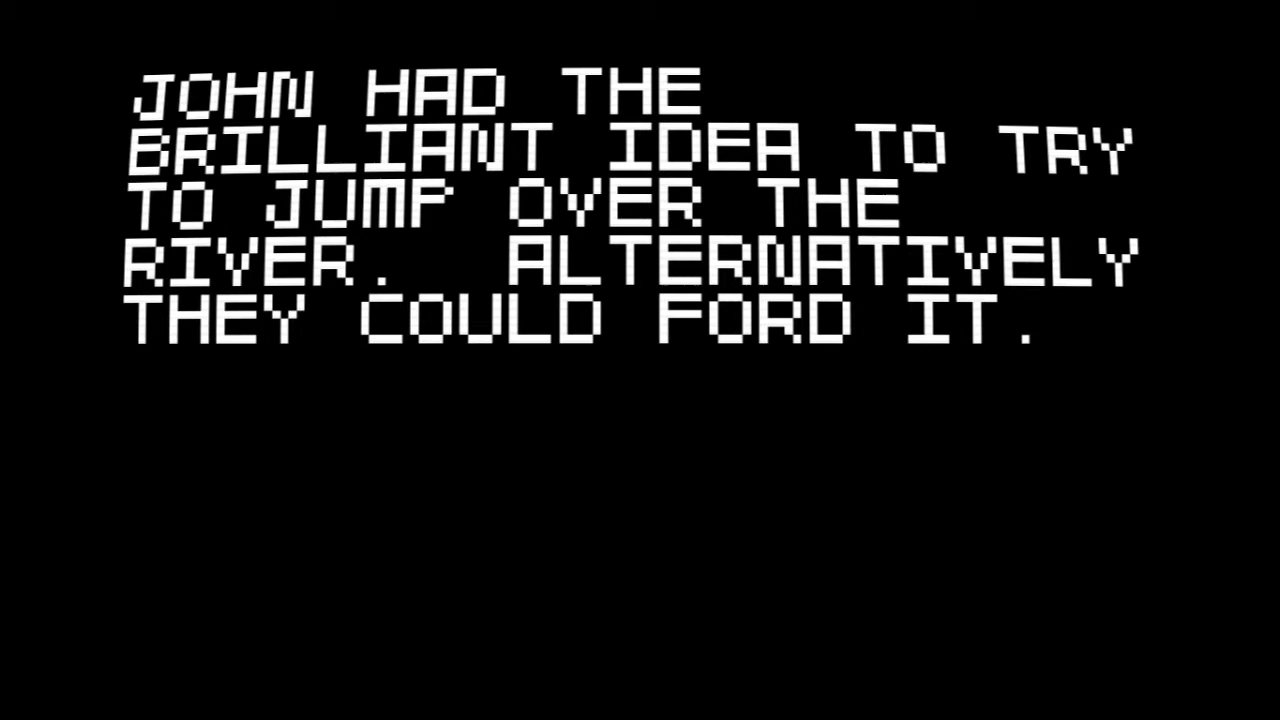 JOHN HAD THE
BRILLIANT IDEA TO TRY
TO JUMP OVER THE
RIVER.  ALTERNATIVELY
THEY COULD FORD IT.